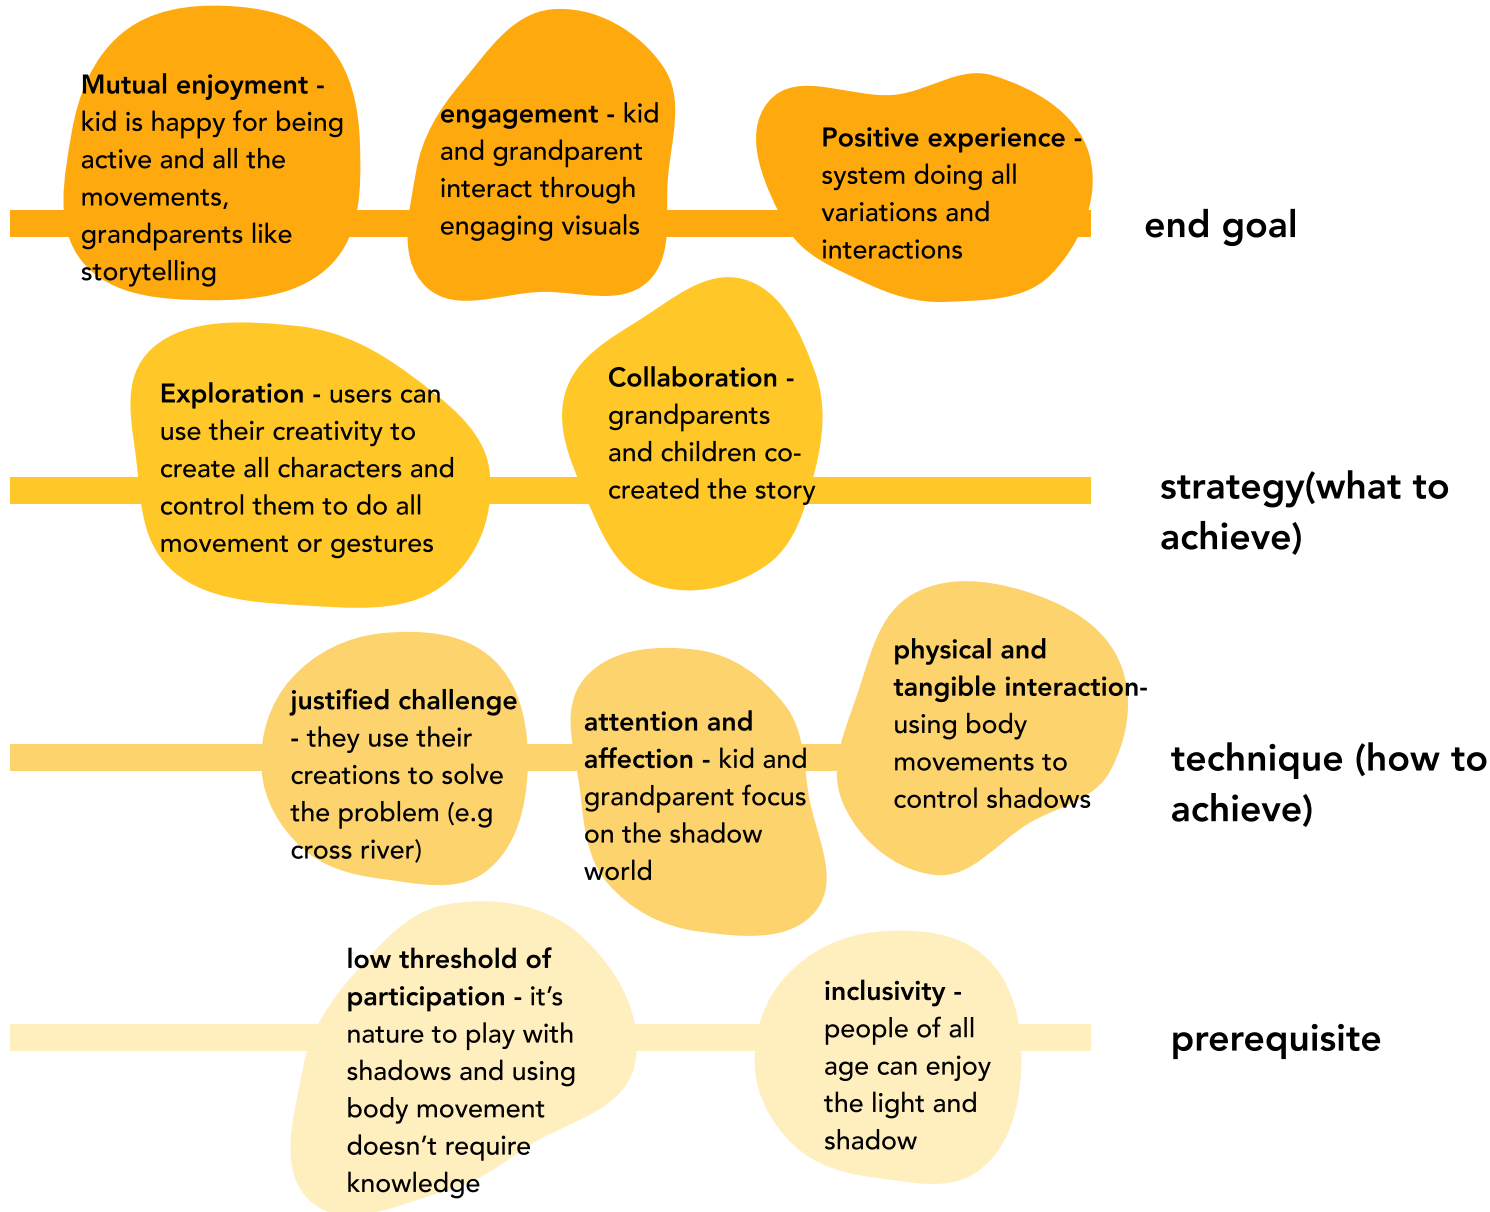 Mutual enjoyment -
kid is happy for being
active and all the
movements,
grandparents like
storytelling
engagement - kid
and grandparent
interact through
engaging visuals
Positive experience -
system doing all
variations and
interactions
end goal
Exploration - users can
use their creativity to
create all characters and
control them to do all
movement or gestures
Collaboration -
grandparents
and children co-
created the story
strategy(what to
achieve)
justified challenge
- they use their
creations to solve
the problem (e.g
cross river)
attention and
affection - kid and
grandparent focus
on the shadow
world
physical and
tangible interaction-
using body
movements to
control shadows
technique (how to
achieve)
low threshold of
participation - it’s
nature to play with
shadows and using
body movement
doesn’t require
knowledge
inclusivity -
people of all
age can enjoy
the light and
shadow
prerequisite